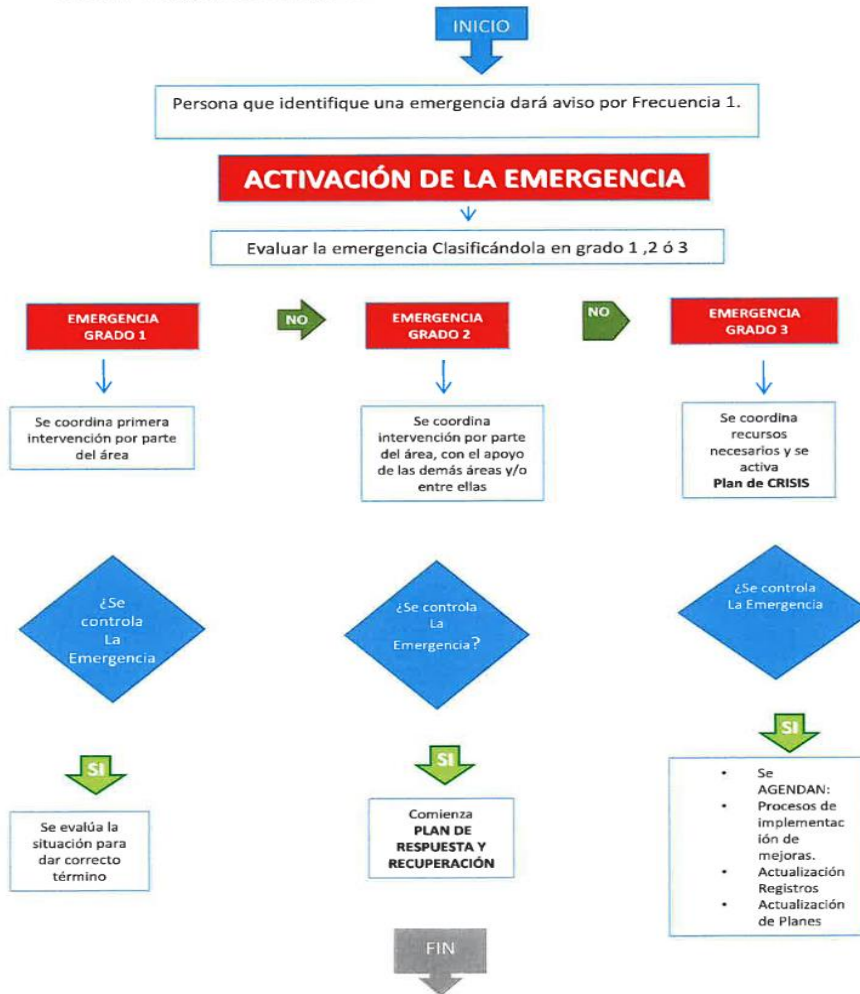 INICIO
Persona que identifique una emergencia dará aviso por Frecuencia 1.
ACTIVACIÓN DE LA EMERGENCIA
Evaluar la emergencia Clasificándola en grado 1 ,2 ó 3
EMERGENCIA
GRADO 1
NO
EMERGENCIA
GRADO 2
NO
EMERGENCIA
GRADO 3
Se coordina primera
intervención por parte
del área
Se coordina
intervención por parte
del área, con el apoyo
de las demás áreas y/o
entre ellas
Se coordina
recursos
necesarios y se
activa
Plan de CRISIS
¿Se
controla
La
Emergencia
¿Se controla
La
Emergencia?
¿Se controla
La Emergencia
SI
SI
SI
Se evalúa la
situación para
dar correcto
término
Comienza
PLAN DE
RESPUESTA Y
RECUPERACIÓN
• Se
AGENDAN:
• Procesos de
implementac
ión de
mejoras.
• Actualización
Registros
• Actualización
de Planes
FIN